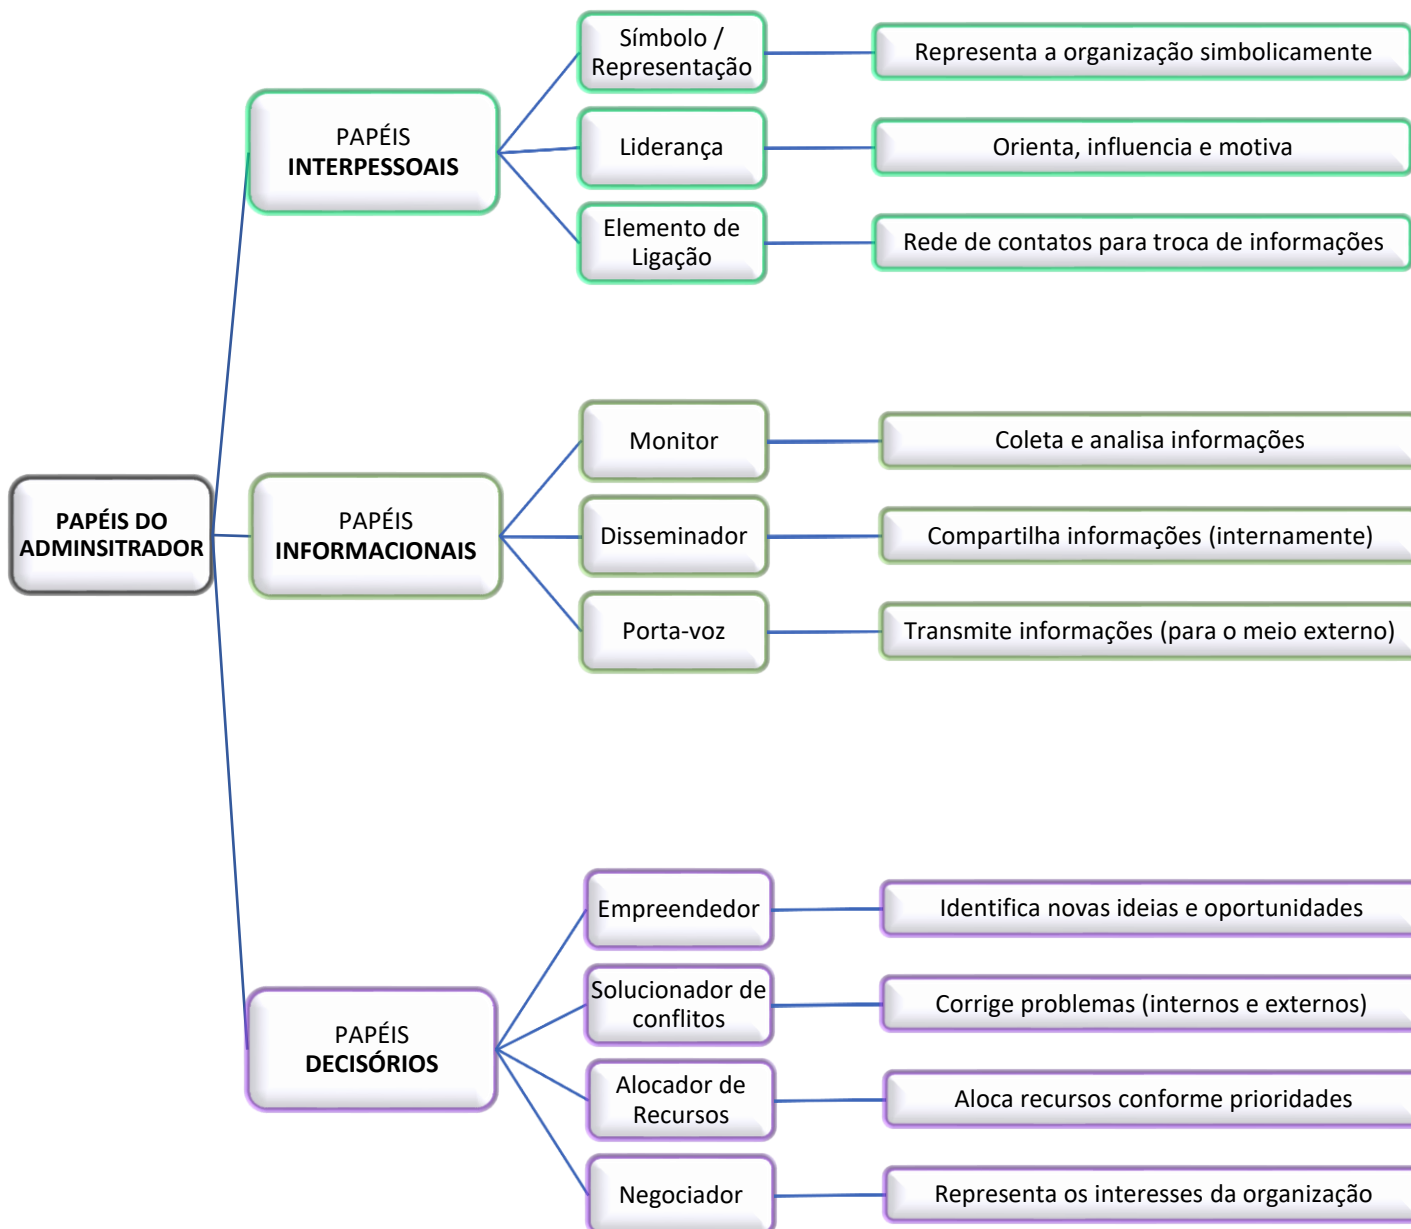 Símbolo /
Representação
Representa a organização simbolicamente
PAPÉIS
INTERPESSOAIS
Liderança
Orienta, influencia e motiva
Elemento de
Ligação
Rede de contatos para troca de informações
PAPÉIS DO
ADMINSITRADOR
PAPÉIS
INFORMACIONAIS
Monitor
Coleta e analisa informações
Disseminador
Compartilha informações (internamente)
Porta-voz
Transmite informações (para o meio externo)
PAPÉIS
DECISÓRIOS
Empreendedor
Identifica novas ideias e oportunidades
Solucionador de
conflitos
Corrige problemas (internos e externos)
Alocador de
Recursos
Aloca recursos conforme prioridades
Negociador
Representa os interesses da organização